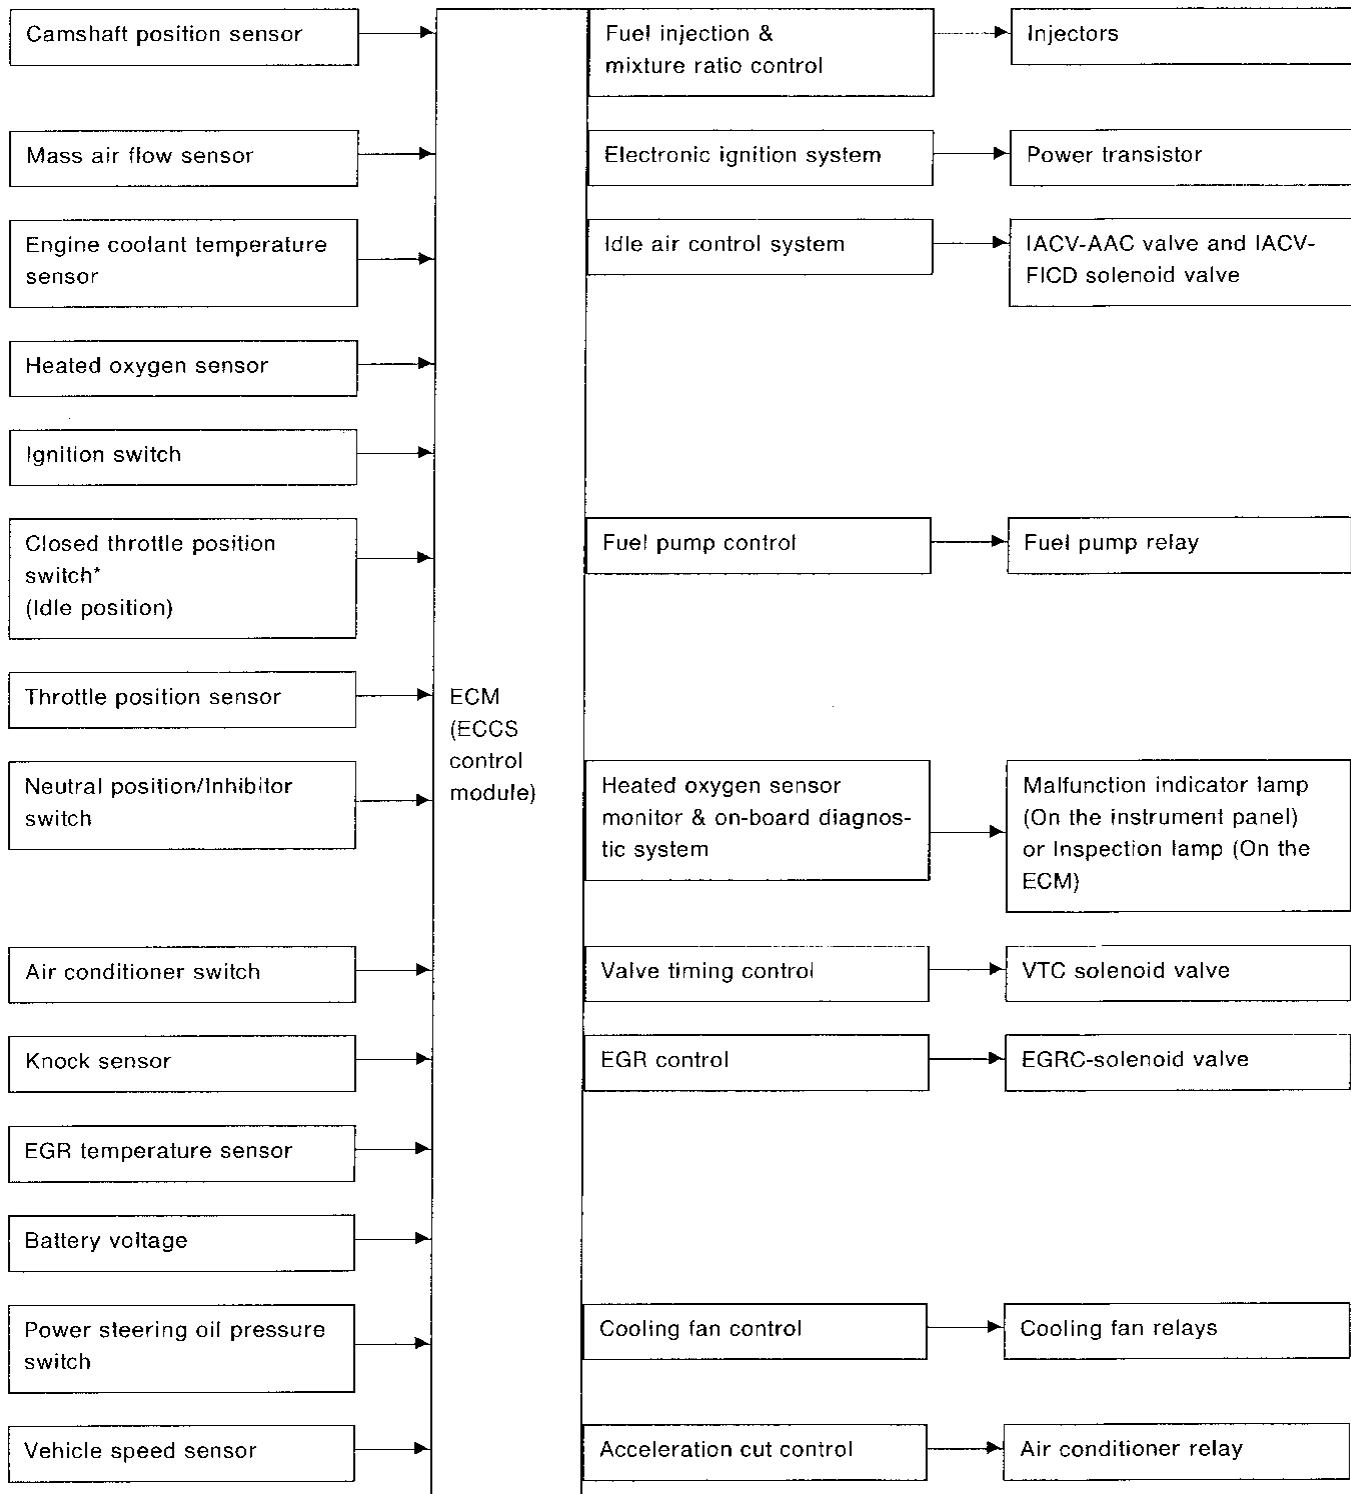 Camshaft position sensor
Mass air flow sensor
Engine coolant temperature
sensor
Heated oxygen sensor
Ignition switch
Closed throttle position
switch*
(Idle position)
Throttle position sensor
Neutral position/Inhibitor
switch
Air conditioner switch
Knock sensor
EGR temperature sensor
Battery voltage
Power steering oil pressure
switch
Vehicle speed sensor
ECM
(ECCS
control
module)
Fuel injection &
mixture ratio control
Electronic ignition system
Idle air control system
Fuel pump control
Heated oxygen sensor
monitor & on-board diagnos-
tic system
Valve timing control
EGR control
Cooling fan control
Acceleration cut control
Injectors
Power transistor
IACV-AAC valve and IACV-
FICD solenoid valve
Fuel pump relay
Malfunction indicator lamp
(On the instrument panel)
or Inspection lamp (On the
ECM)
VTC solenoid valve
EGRC-solenoid valve
Cooling fan relays
Air conditioner relay